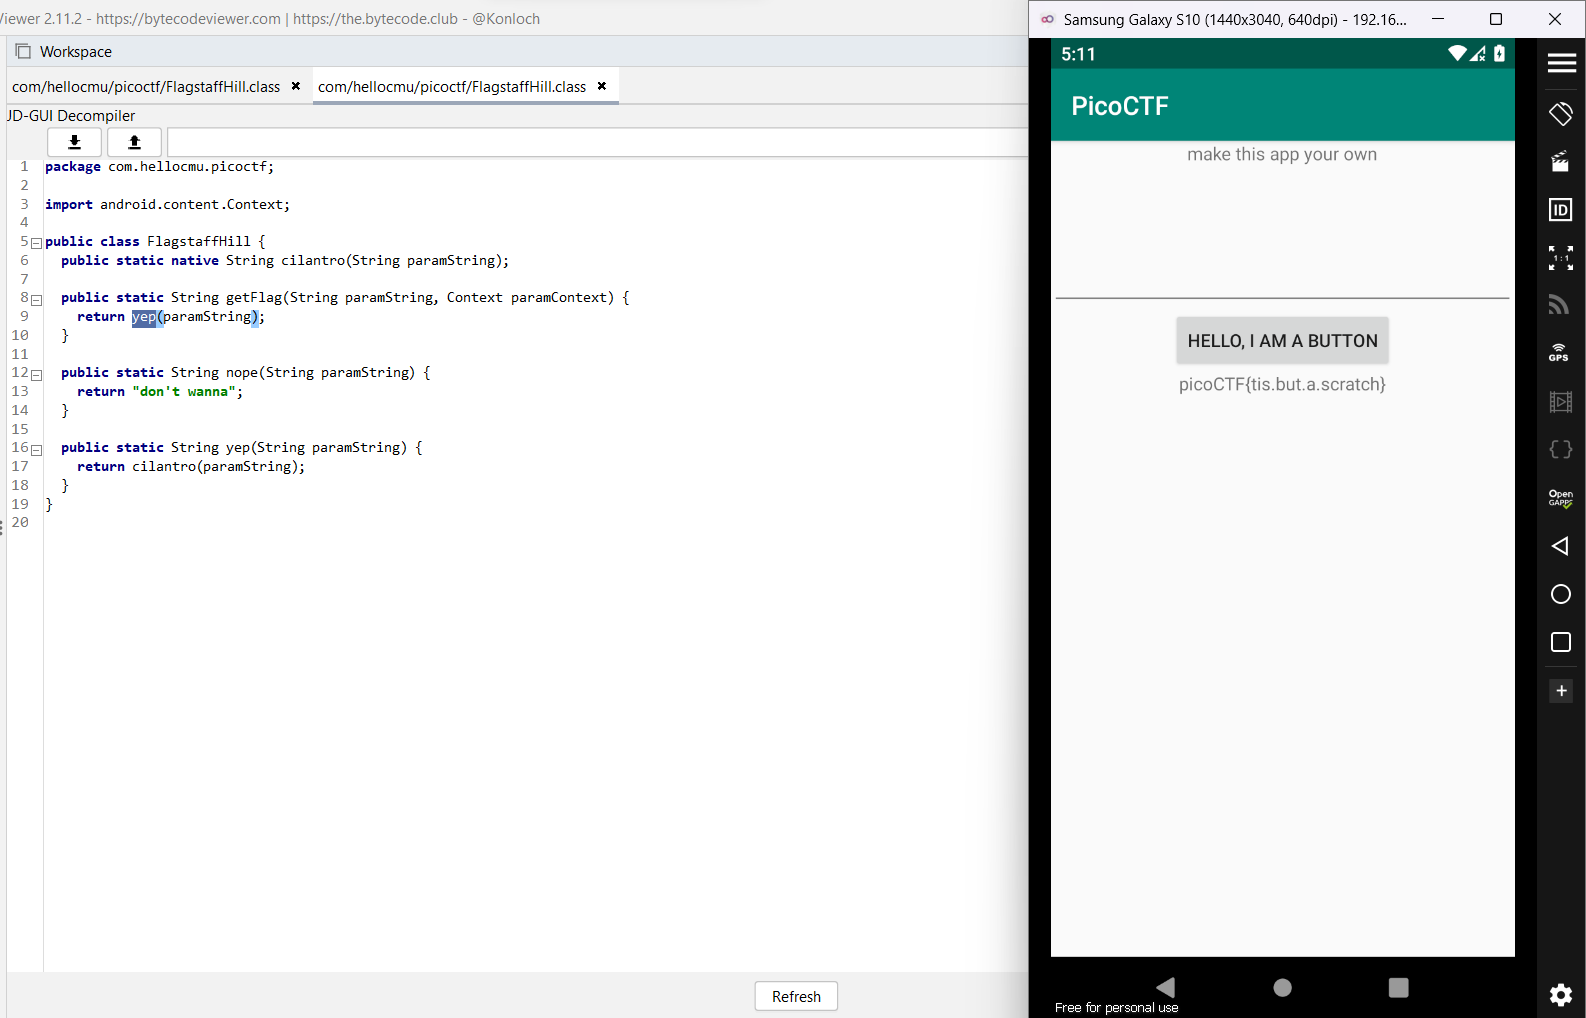 Viewer 2.11.2 - https://bytecodeviewer.com | https://the.bytecode.club - @Konloch
Workspace
com/hellocmu/picoctf/FlagstaffHill.class
com/hellocmu/picoctf/FlagstaffHill.class
JD-GUI Decompiler
1 package com.hellocmu.picoctf;
2
3 import android.content.Context;
4
5 public class FlagstaffHill {
6 public static native String cilantro(String paramString);
7
8 public static String getFlag(String paramString, Context paramContext) {
9 return yep(paramString);
10 }
11
12 public static String nope(String paramString) {
13 return "don't wanna";
14 }
15
16 public static String yep(String paramString) {
17 return cilantro(paramString);
18 }
19 }
20
Refresh
Samsung Galaxy S10 (1440x3040, 640dpi) - 192.16...
5:11
PicoCTF
make this app your own
HELLO, I AM A BUTTON
picoCTF{tis.but.a.scratch}
Free for personal use
ID
1:1
GPS
Open
GAPPS